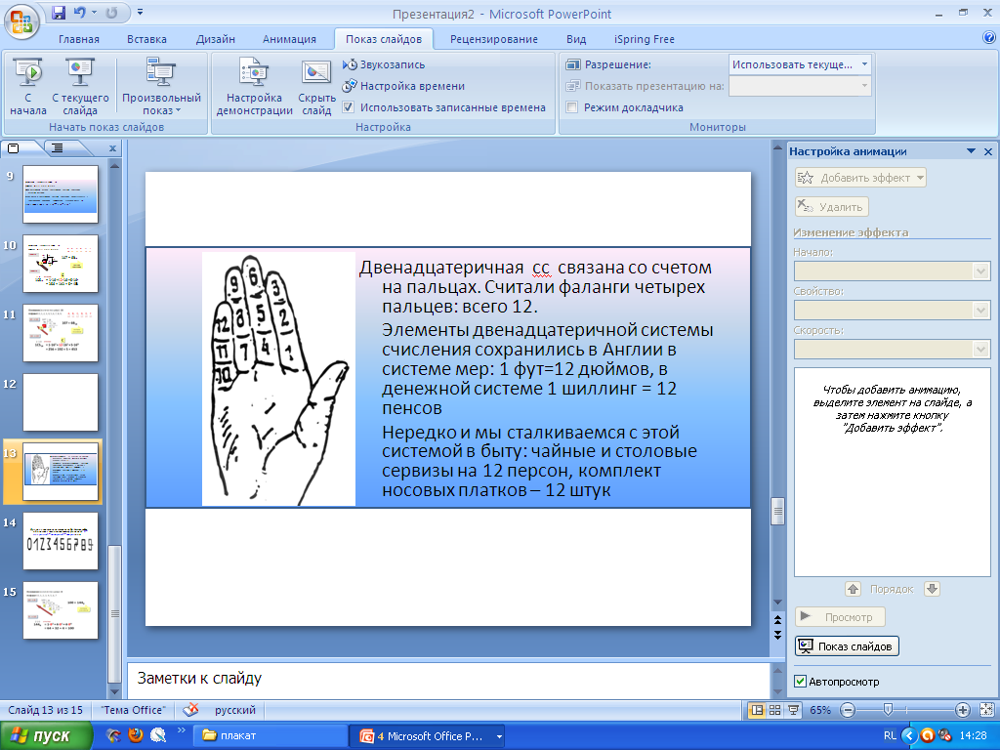 Презентация2 - Microsoft PowerPoint
Главная Вставка Дизайн Анимация Показ слайдов Рецензирование Вид iSpring Free
С начала
С текущего слайда
Произвольный показ
Начать показ слайдов
Настройка демонстрации
Скрыть слайд
Звукозапись
Настройка времени
Использовать записанные времена
Настройка
Разрешение: Использовать текуще...
Показать презентацию на:
Режим докладчика
Мониторы
9
10
11
12
13
14
0123456789
15
12 9 6 3
11 8 5 2
10 7 4 1
Двенадцатеричная сс связана со счетом
на пальцах. Считали фаланги четырех
пальцев: всего 12.
Элементы двенадцатеричной системы
счисления сохранились в Англии в
системе мер: 1 фут=12 дюймов, в
денежной системе 1 шиллинг = 12
пенсов
Нередко и мы сталкиваемся с этой
системой в быту: чайные и столовые
сервизы на 12 персон, комплект
носовых платков – 12 штук
Заметки к слайду
Настройка анимации
Добавить эффект
Удалить
Изменение эффекта
Начало:
Свойство:
Скорость:
Чтобы добавить анимацию,
выделите элемент на слайде, а
затем нажмите кнопку
"Добавить эффект".
Порядок
Просмотр
Показ слайдов
Автопросмотр
Слайд 13 из 15 "Тема Office" русский 65%
пуск плакат 4 Microsoft Office P... RL 14:28